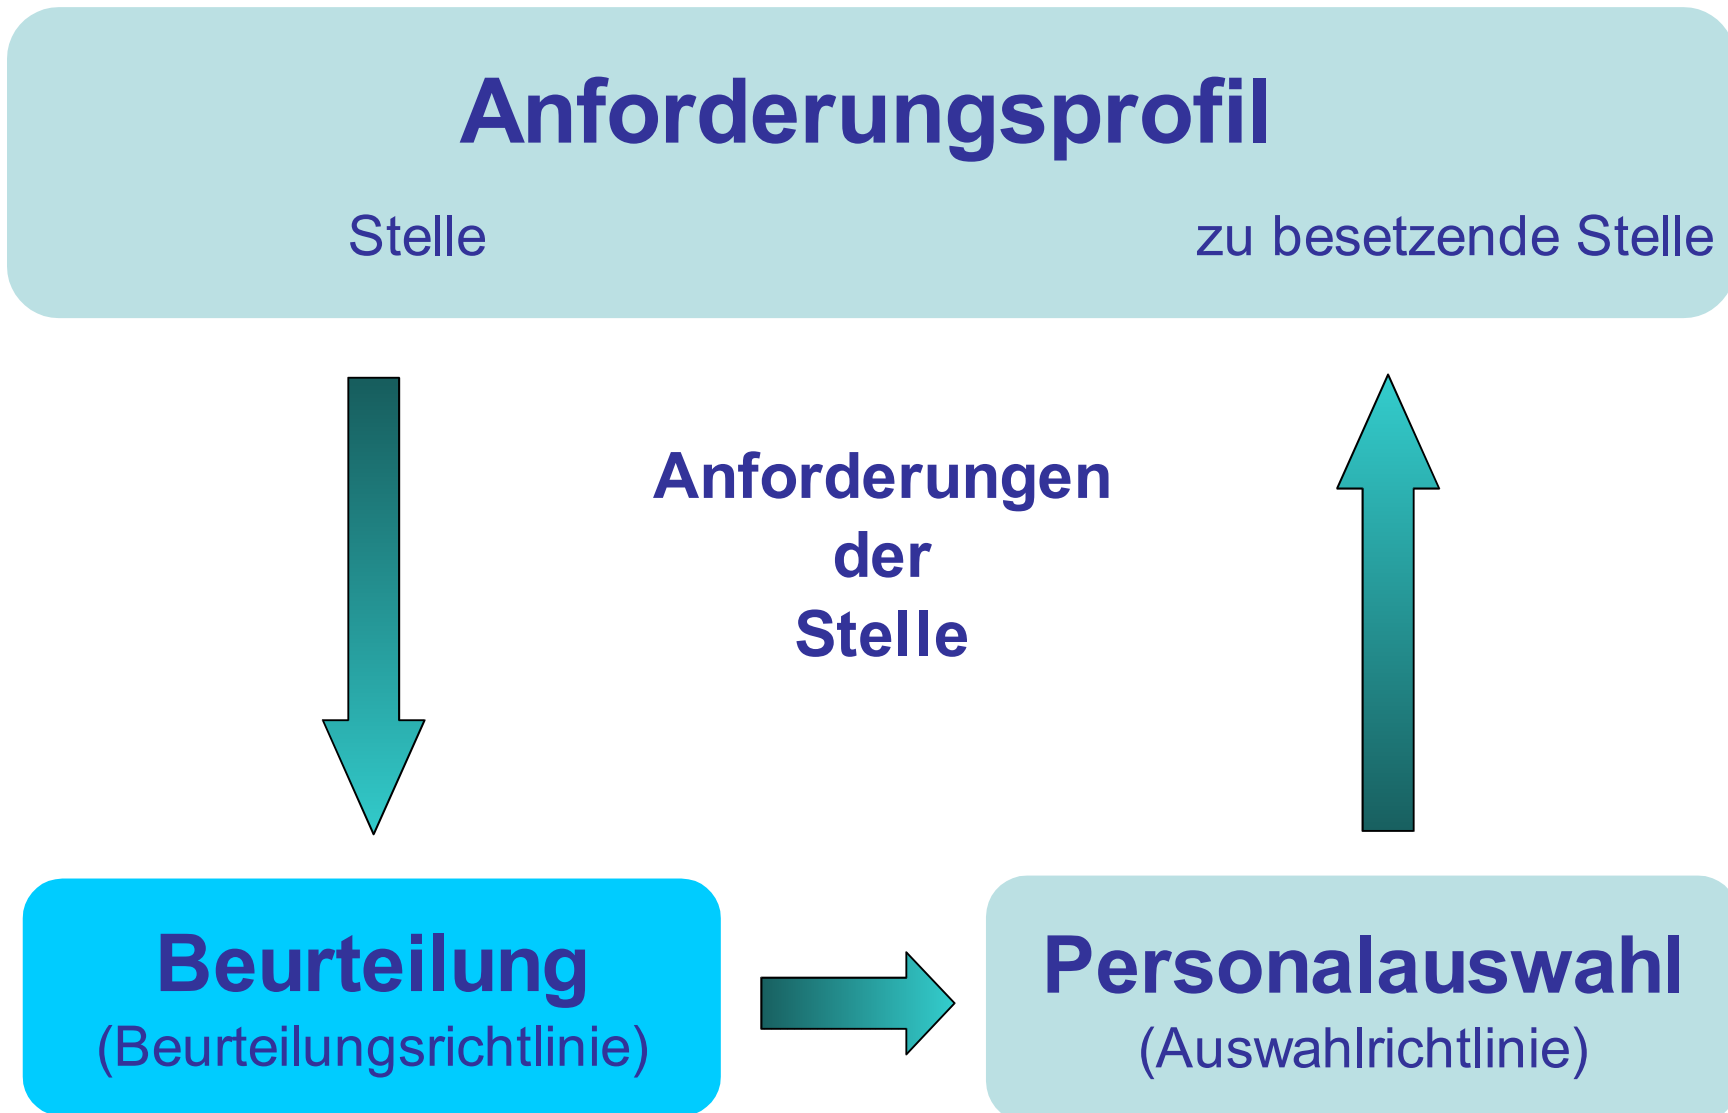 Anforderungsprofil
Stelle
zu besetzende Stelle
Anforderungen
der
Stelle
Beurteilung
(Beurteilungsrichtlinie)
Personalauswahl
(Auswahlrichtlinie)